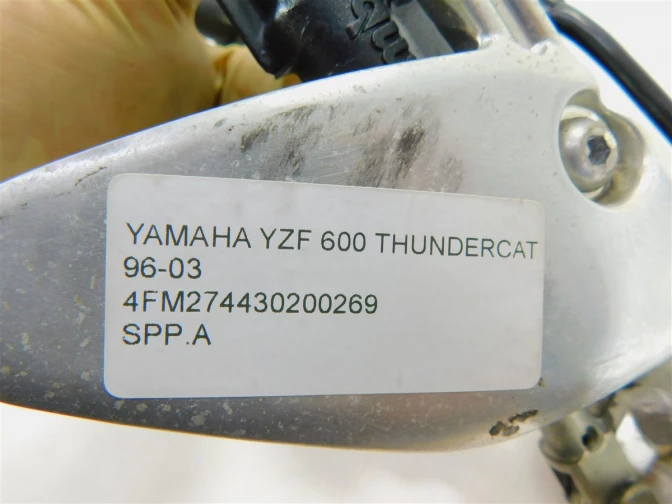 YAMAHA YZF 600 THUNDERCAT
96-03
4FM274430200269
SPP.A